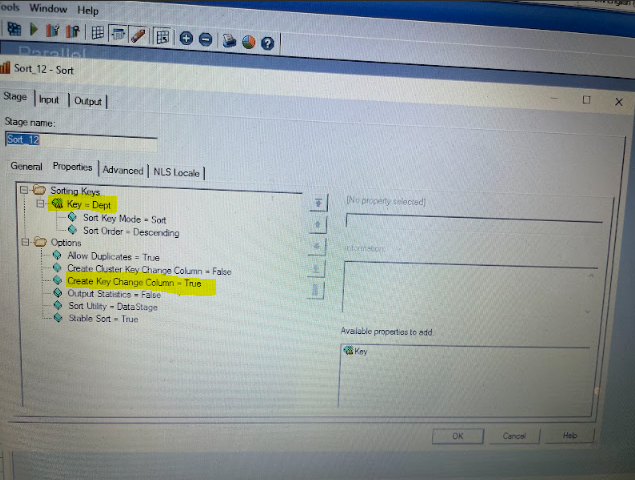 ools Window Help
Parallel
Sort_12 - Sort
Stage Input Output
Stage name:
Sort_12
General Properties Advanced NLS Locale
Sorting Keys
Key = Dept
Sort Key Mode = Sort
Sort Order = Descending
Options
Allow Duplicates = True
Create Cluster Key Change Column = False
Create Key Change Column = True
Output Statistics = False
Sort Utility = DataStage
Stable Sort = True
[No property selected]
Information:
Available properties to add:
Key
OK Cancel Help